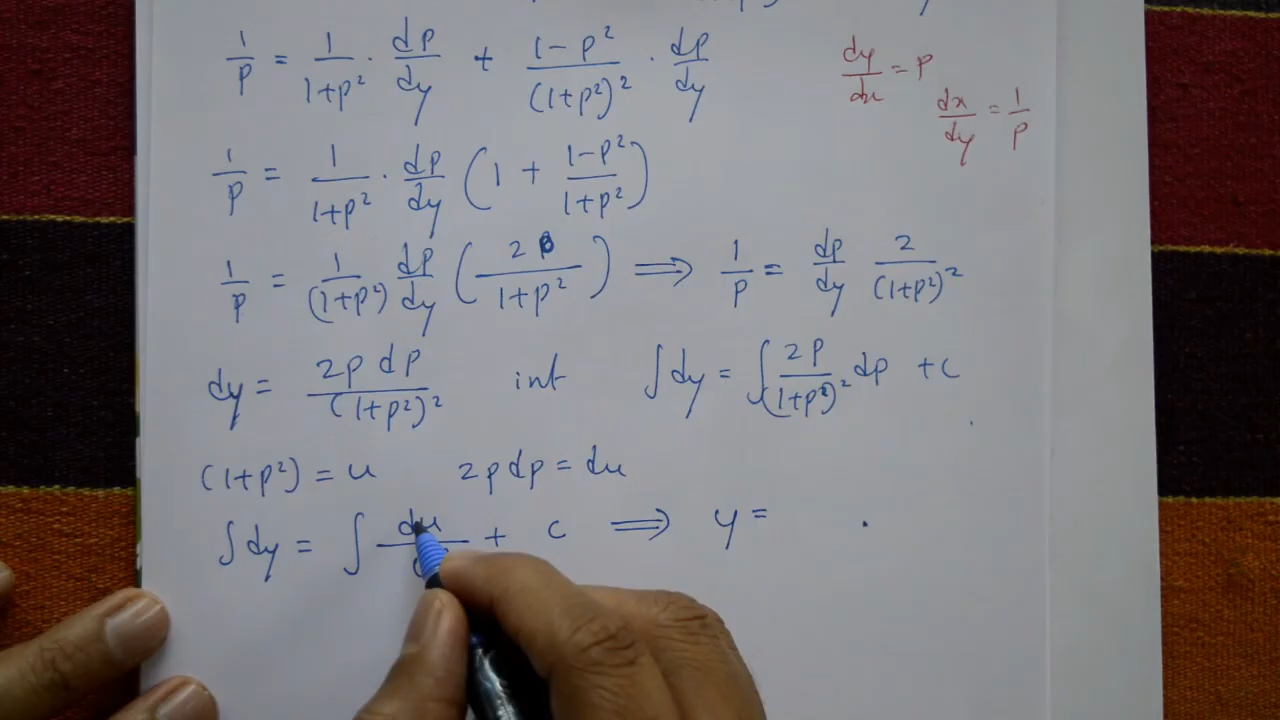 1/p = 1/(1+p²) · dp/dy + (1-p²)/(1+p²)² · dp/dy
dy/dx = p
dx/dy = 1/p
1/p = 1/(1+p²) · dp/dy (1 + (1-p²)/(1+p²))
1/p = 1/(1+p²) dp/dy (2/(1+p²)) ⟹ 1/p = dp/dy 2/(1+p²)²
dy = 2p dp/(1+p²)² int ∫dy = ∫ 2p/(1+p²)² dp + c
(1+p²) = u 2p dp = du
∫dy = ∫ du + c ⟹ y =